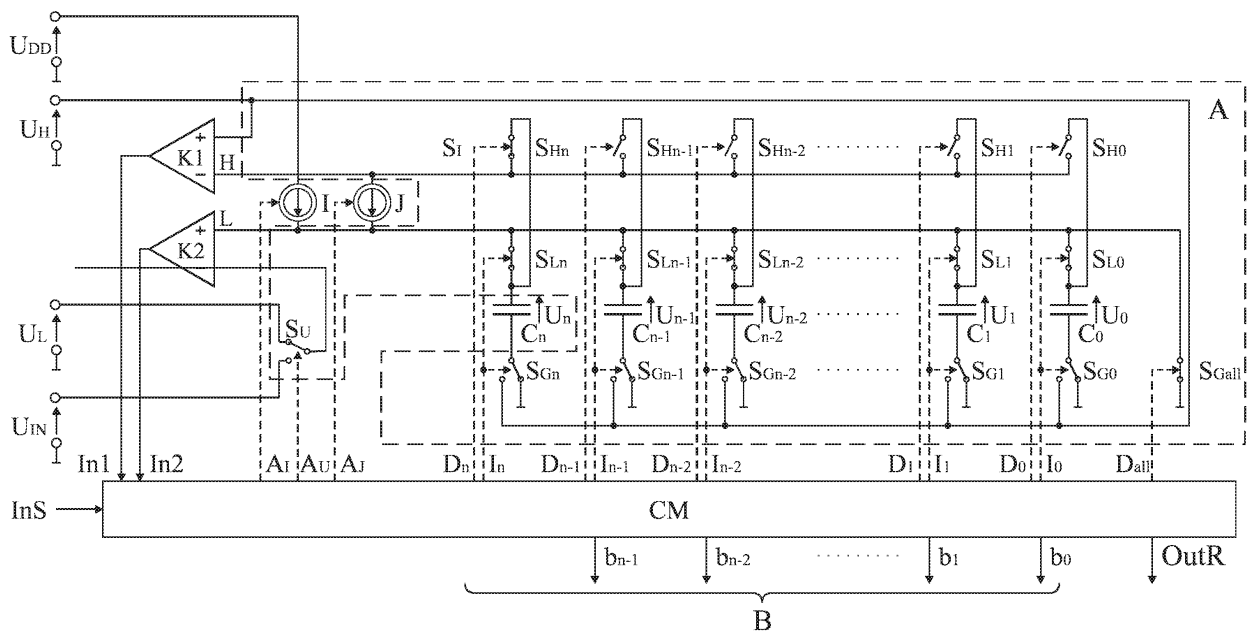 UDD
UH
A
K1
+
−
H
SI
SHn
SHn-1
SHn-2
SH1
SH0
I
J
L
K2
+
−
SLn
SLn-1
SLn-2
SL1
SL0
UL
SU
Un
Un-1
Un-2
U1
U0
Cn
Cn-1
Cn-2
C1
C0
SGn
SGn-1
SGn-2
SG1
SG0
SGall
UIN
In1
In2
AI
AU
AJ
Dn
In
Dn-1
In-1
Dn-2
In-2
D1
I1
D0
I0
Dall
InS
CM
bn-1
bn-2
b1
b0
OutR
B